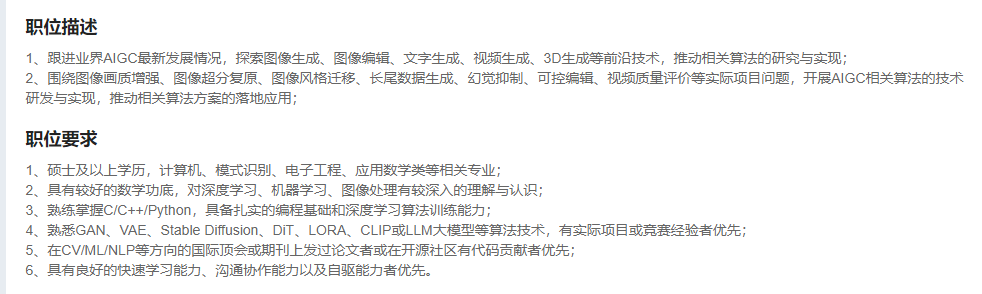 职位描述
1、跟进业界AIGC最新发展情况，探索图像生成、图像编辑、文字生成、视频生成、3D生成等前沿技术，推动相关算法的研究与实现；
2、围绕图像画质增强、图像超分复原、图像风格迁移、长尾数据生成、幻觉抑制、可控编辑、视频质量评价等实际项目问题，开展AIGC相关算法的技术
研发与实现，推动相关算法方案的落地应用；
职位要求
1、硕士及以上学历，计算机、模式识别、电子工程、应用数学类等相关专业；
2、具有较好的数学功底，对深度学习、机器学习、图像处理有较深入的理解与认识；
3、熟练掌握C/C++/Python，具备扎实的编程基础和深度学习算法训练能力；
4、熟悉GAN、VAE、Stable Diffusion、DiT、LORA、CLIP或LLM大模型等算法技术，有实际项目或竞赛经验者优先；
5、在CV/ML/NLP等方向的国际顶会或期刊上发过论文者或在开源社区有代码贡献者优先；
6、具有良好的快速学习能力、沟通协作能力以及自驱能力者优先。